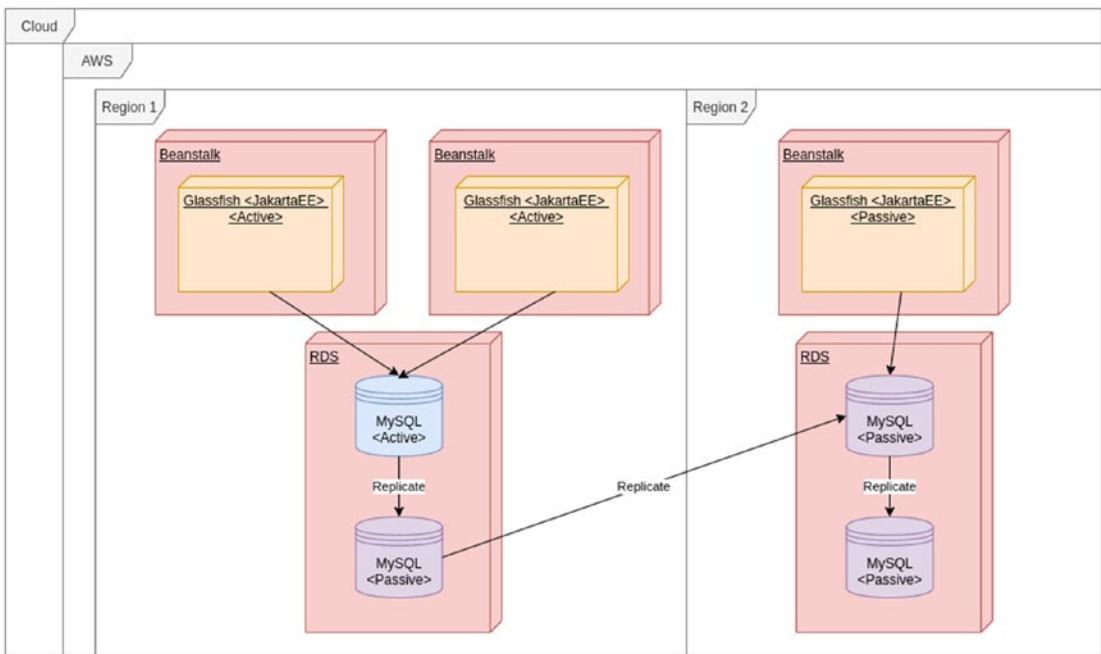 Cloud
AWS
Region 1
Region 2
Beanstalk
Glassfish <JakartaEE>
<Active>
Beanstalk
Glassfish <JakartaEE>
<Active>
Beanstalk
Glassfish <JakartaEE>
<Passive>
RDS
MySQL
<Active>
Replicate
MySQL
<Passive>
Replicate
RDS
MySQL
<Passive>
Replicate
MySQL
<Passive>